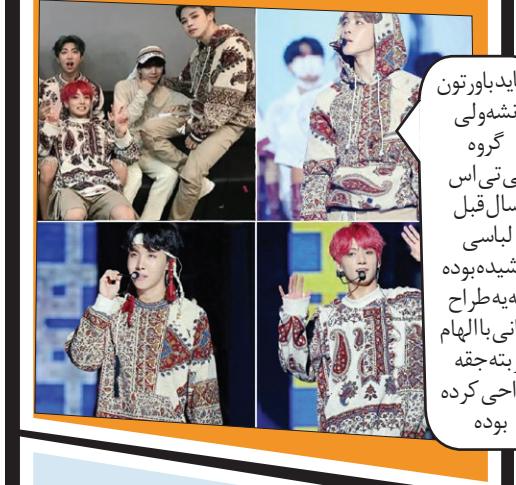 ایدباورتون
نشه‌ولی
گروه
ی‌تی‌اس
سال‌قبل
لباسی
شیده‌بوده
ه‌یه‌طراح
انی‌باالهام
ز‌بته‌جقه
احی‌کرده
بوده